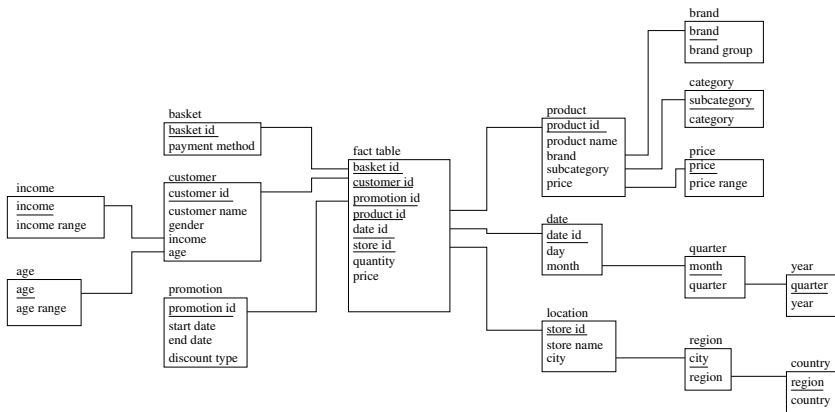 brand
brand
brand group
category
subcategory
category
price
price
price range
product
product id
product name
brand
subcategory
price
basket
basket id
payment method
fact table
basket id
customer id
promotion id
product id
date id
store id
quantity
price
customer
customer id
customer name
gender
income
age
income
income
income range
age
age
age range
promotion
promotion id
start date
end date
discount type
date
date id
day
month
quarter
month
quarter
year
quarter
year
location
store id
store name
city
region
city
region
country
region
country